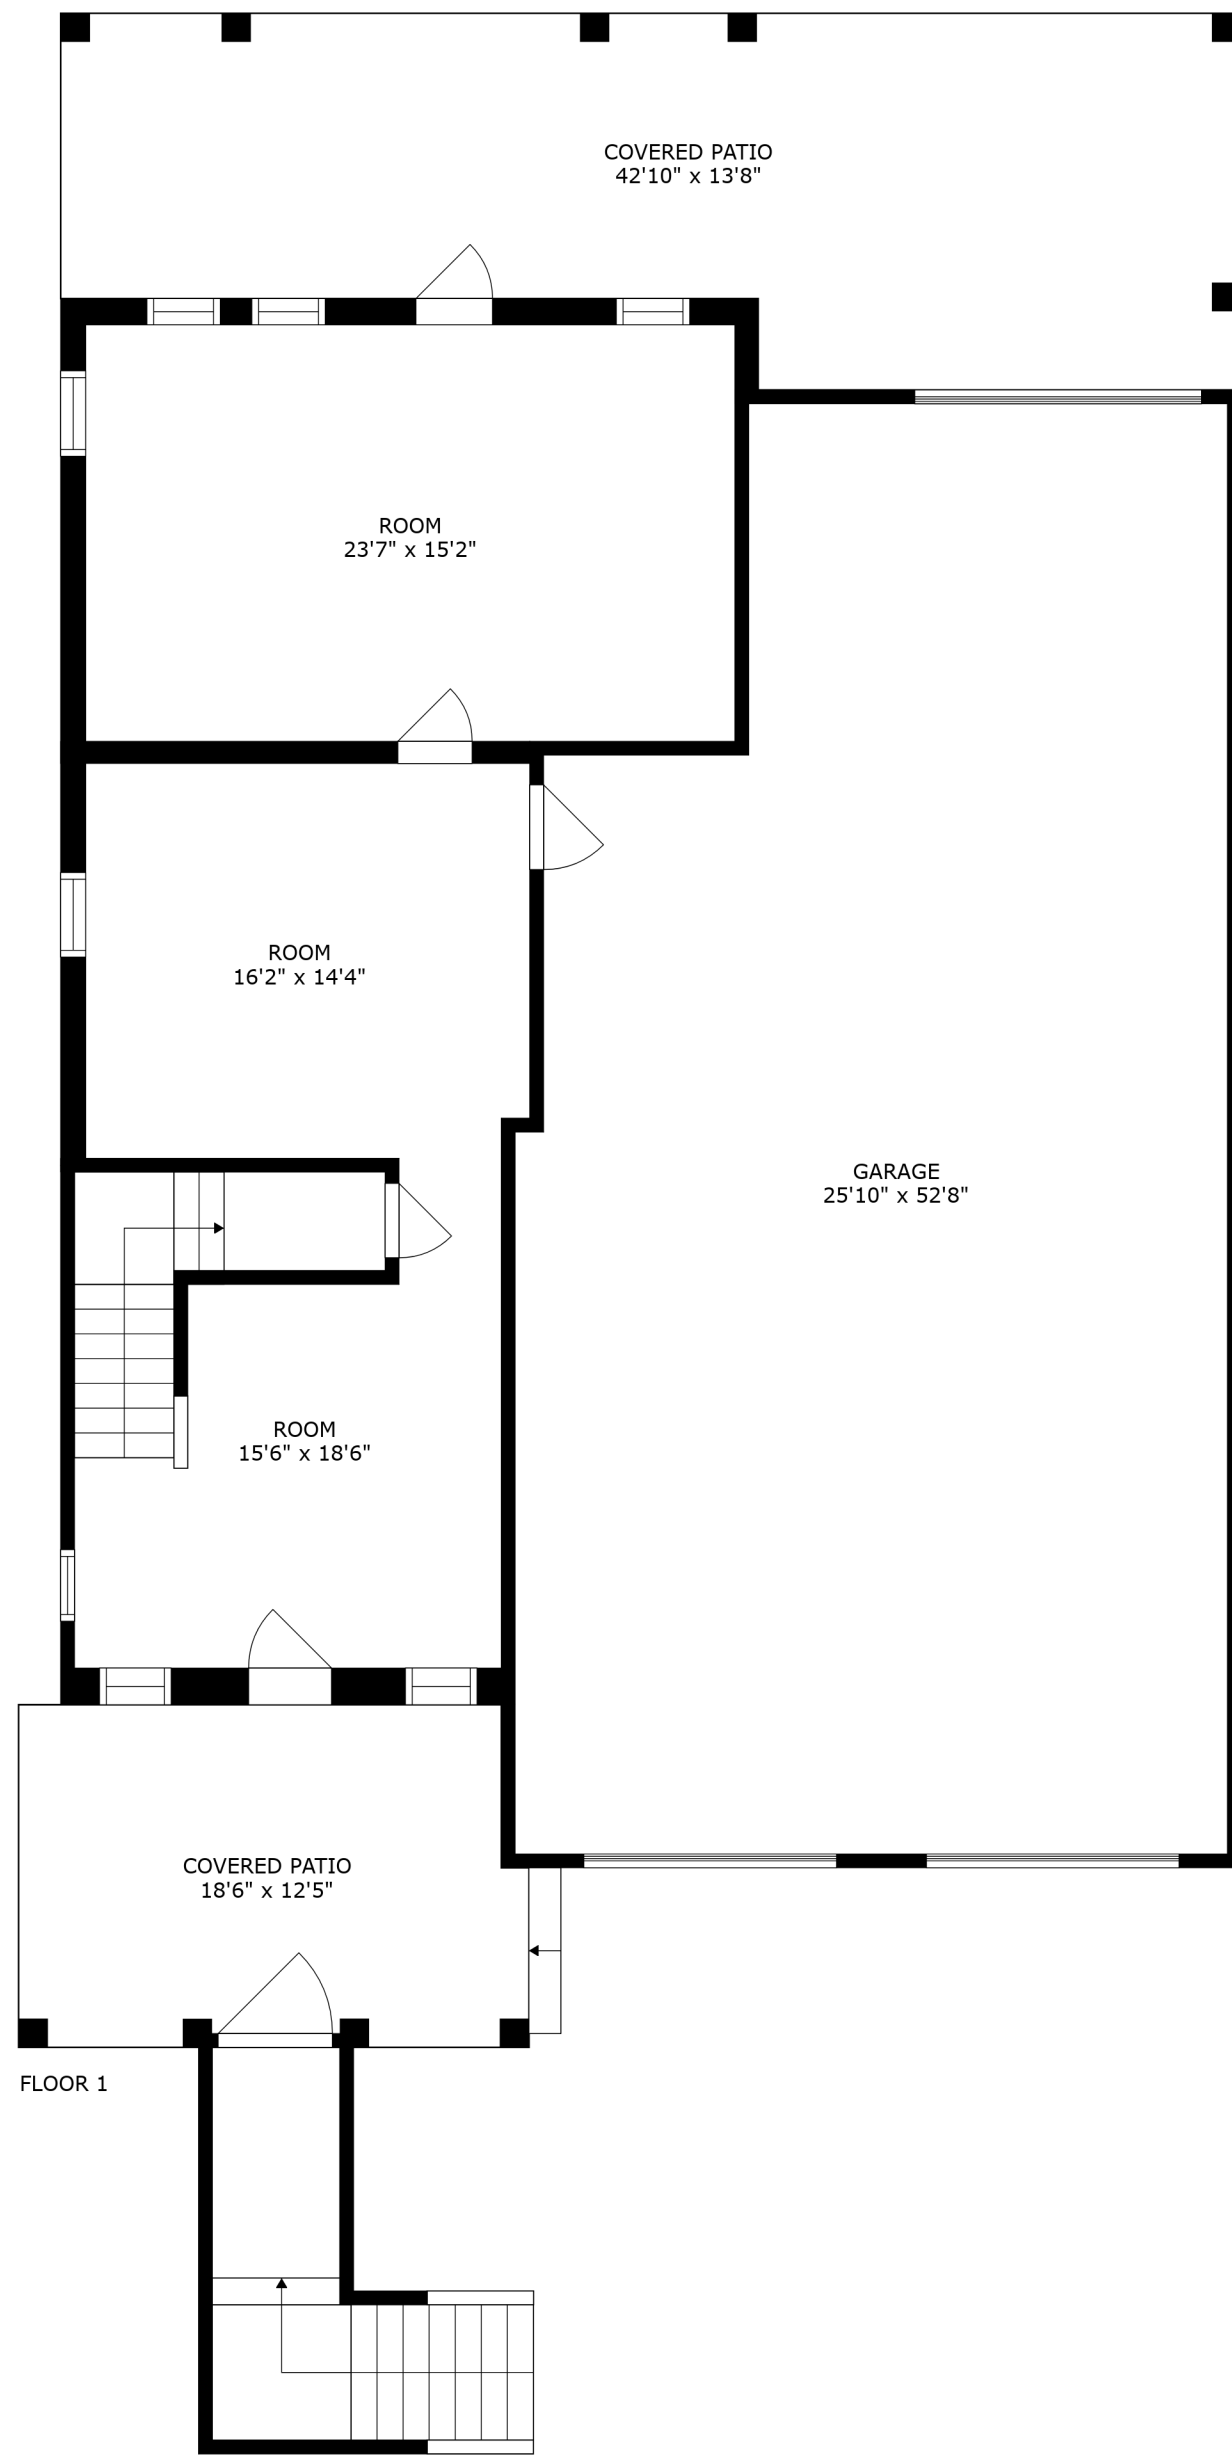 COVERED PATIO
42'10" x 13'8"
ROOM
23'7" x 15'2"
ROOM
16'2" x 14'4"
GARAGE
25'10" x 52'8"
ROOM
15'6" x 18'6"
COVERED PATIO
18'6" x 12'5"
FLOOR 1